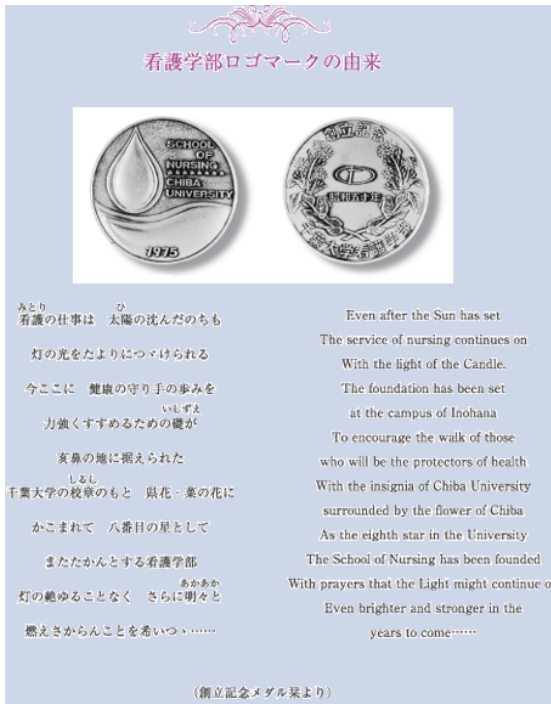 看護学部ロゴマークの由来
SCHOOL
OF
NURSING
CHIBA
UNIVERSITY
1975
創立記念
昭和五十年
千葉大学看護学部
みとり ひ
看護の仕事は 太陽の沈んだのちも
灯の光をたよりにつゞけられる
今ここに 健康の守り手の歩みを
いしずえ
力強くすすめるための礎が
亥鼻の地に据えられた
しるし
千葉大学の校章のもと 県花・菜の花に
かこまれて 八番目の星として
またたかんとする看護学部
あかあか
灯の絶ゆることなく さらに明々と
燃えさからんことを希いつゝ……
Even after the Sun has set
The service of nursing continues on
With the light of the Candle.
The foundation has been set
at the campus of Inohana
To encourage the walk of those
who will be the protectors of health
With the insignia of Chiba University
surrounded by the flower of Chiba
As the eighth star in the University
The School of Nursing has been founded
With prayers that the Light might continue o
Even brighter and stronger in the
years to come……
（創立記念メダル栞より）